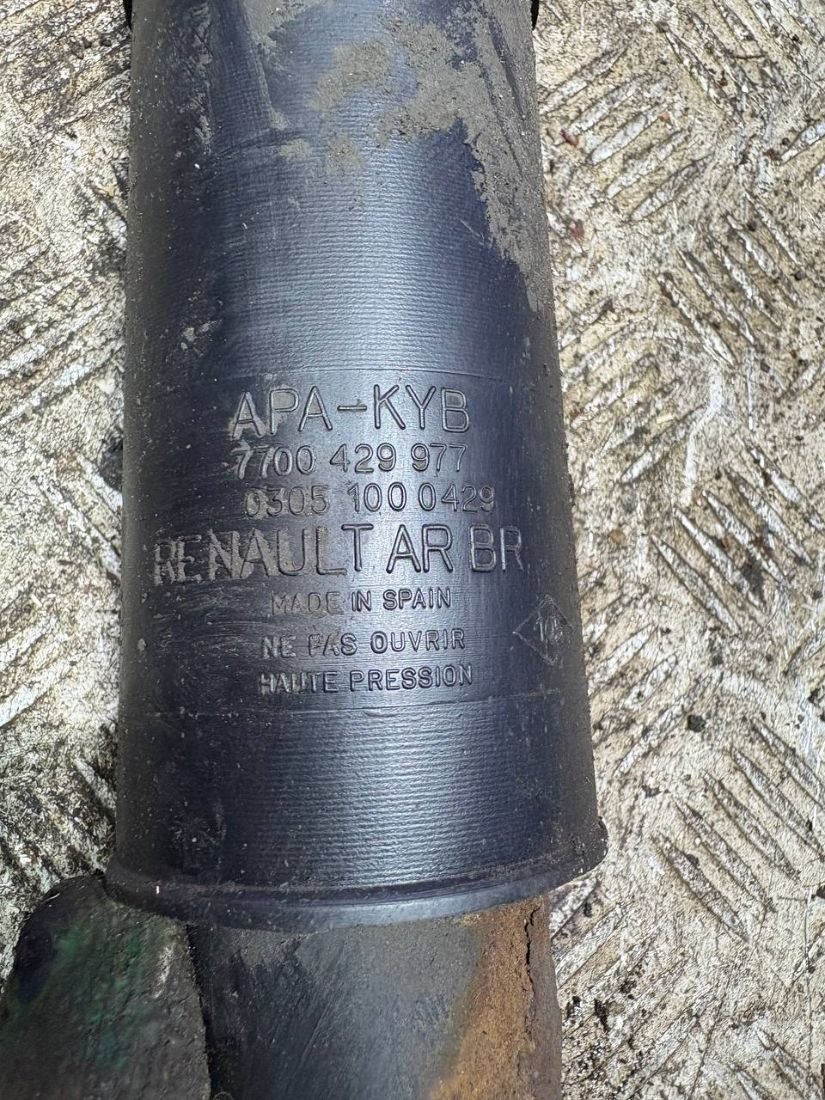 APA-KYB
7700 429 977
0305 100 0429
RENAULT AR BR
MADE IN SPAIN
NE PAS OUVRIR
HAUTE PRESSION